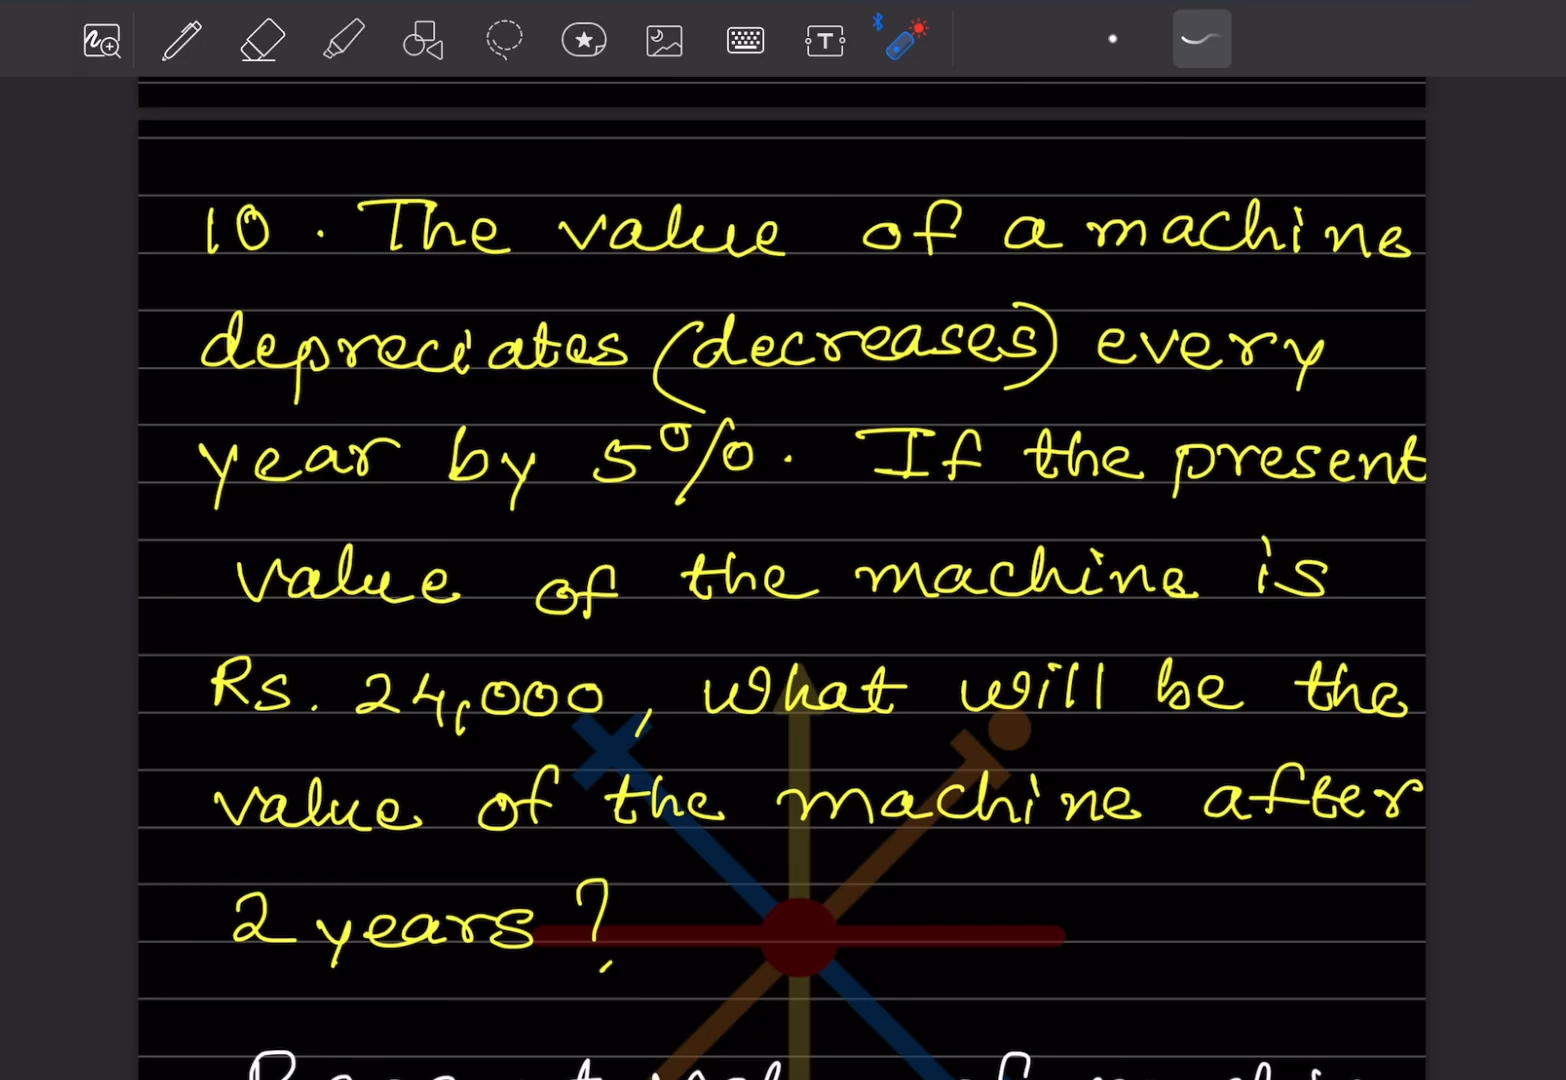 10. The value of a machine
depreciates (decreases) every
year by 5%. If the present
value of the machine is
Rs. 24,000, what will be the
value of the machine after
2 years?